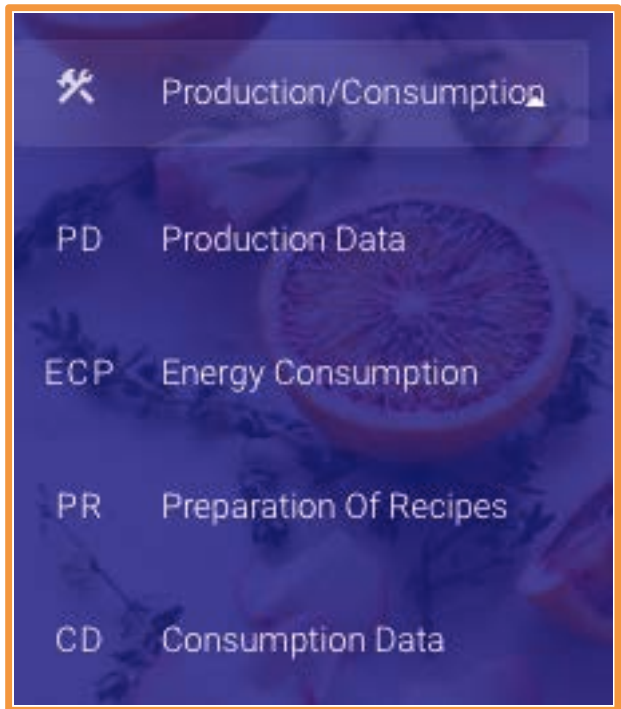 Production/Consumption
PD Production Data
ECP Energy Consumption
PR Preparation Of Recipes
CD Consumption Data